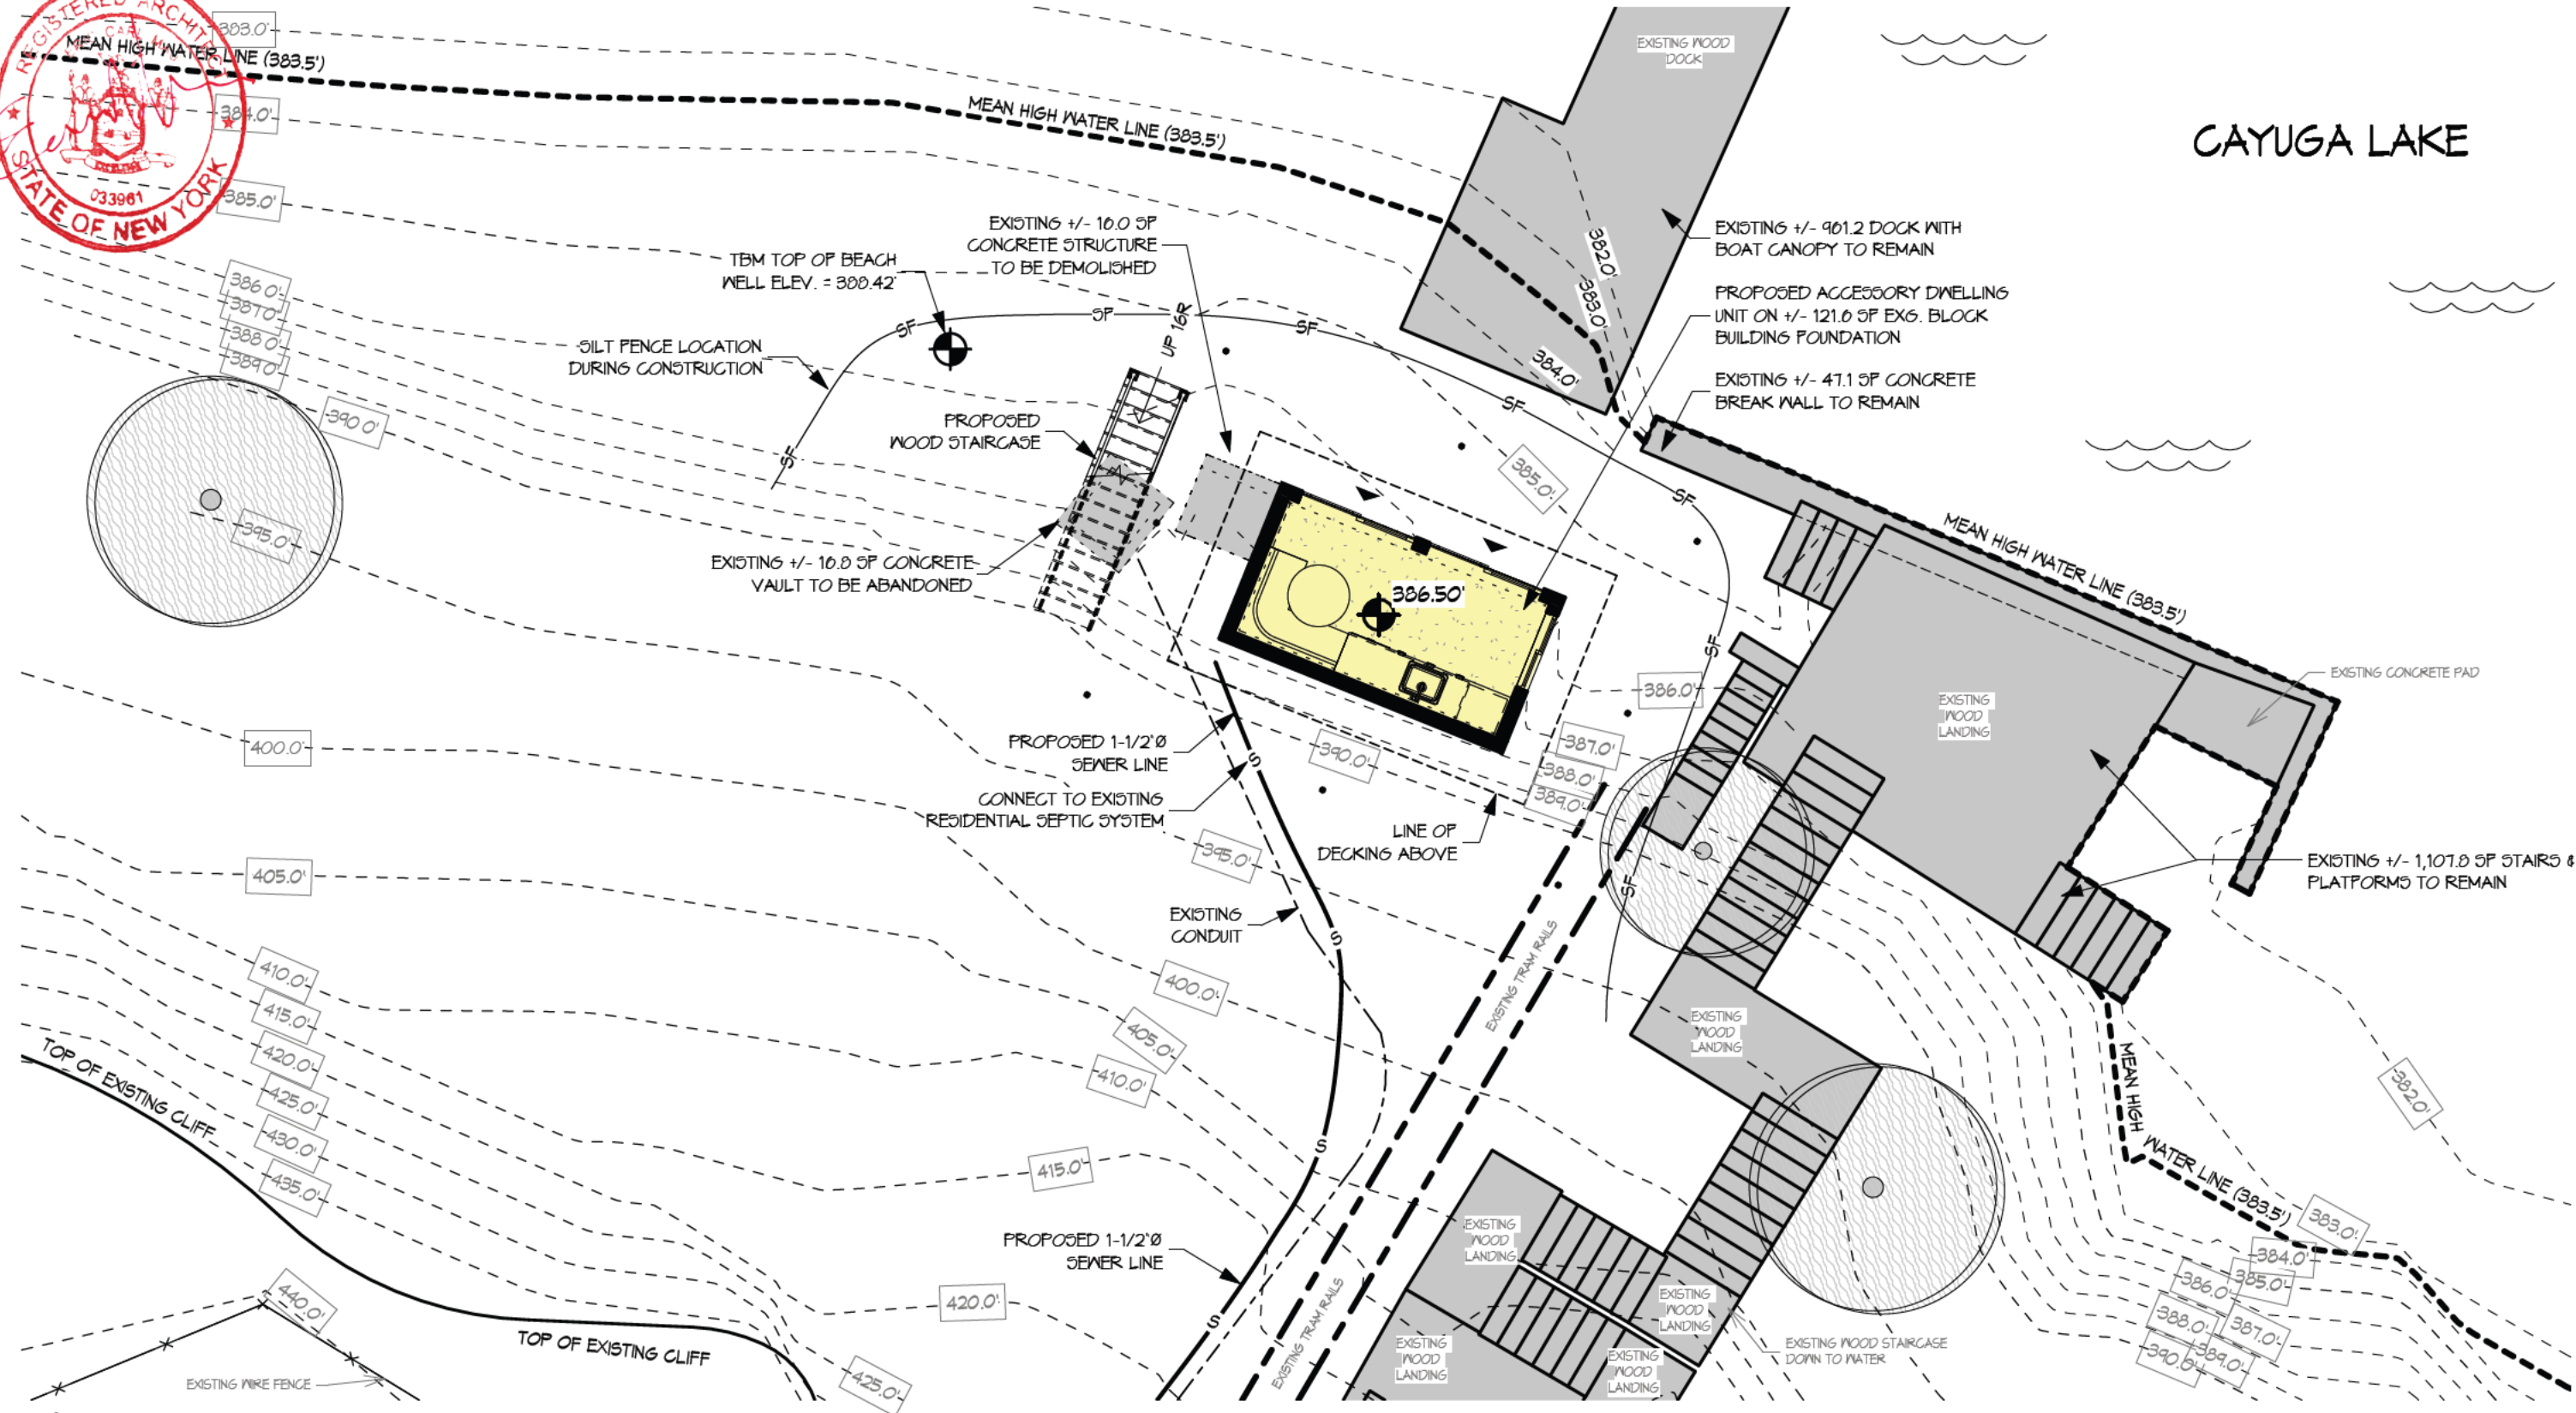 REGISTERED ARCHITECT
STATE OF NEW YORK
033961
383.0'
MEAN HIGH WATER LINE (383.5')
384.0'
385.0'
386.0'
387.0'
388.0'
389.0'
390.0'
395.0'
MEAN HIGH WATER LINE (383.5')
EXISTING WOOD
DOCK
CAYUGA LAKE
EXISTING +/- 16.0 SF
CONCRETE STRUCTURE
TO BE DEMOLISHED
TBM TOP OF BEACH
WELL ELEV. = 388.42'
SILT FENCE LOCATION
DURING CONSTRUCTION
SF
SF
SF
SF
SF
SF
SF
SF
UP 16R
PROPOSED
WOOD STAIRCASE
EXISTING +/- 16.8 SF CONCRETE
VAULT TO BE ABANDONED
382.0'
383.0'
384.0'
385.0'
EXISTING +/- 961.2 DOCK WITH
BOAT CANOPY TO REMAIN
PROPOSED ACCESSORY DWELLING
UNIT ON +/- 121.6 SF EXG. BLOCK
BUILDING FOUNDATION
EXISTING +/- 47.1 SF CONCRETE
BREAK WALL TO REMAIN
MEAN HIGH WATER LINE (383.5')
386.50'
386.0'
387.0'
388.0'
389.0'
390.0'
EXISTING CONCRETE PAD
EXISTING
WOOD
LANDING
PROPOSED 1-1/2"Ø
SEWER LINE
CONNECT TO EXISTING
RESIDENTIAL SEPTIC SYSTEM
S
S
S
S
LINE OF
DECKING ABOVE
EXISTING
CONDUIT
395.0'
400.0'
405.0'
410.0'
415.0'
420.0'
425.0'
EXISTING +/- 1,107.8 SF STAIRS &
PLATFORMS TO REMAIN
400.0'
405.0'
410.0'
415.0'
420.0'
425.0'
430.0'
435.0'
440.0'
TOP OF EXISTING CLIFF
TOP OF EXISTING CLIFF
EXISTING WIRE FENCE
PROPOSED 1-1/2"Ø
SEWER LINE
EXISTING TRAM RAILS
EXISTING TRAM RAILS
EXISTING
WOOD
LANDING
EXISTING
WOOD
LANDING
EXISTING
WOOD
LANDING
EXISTING
WOOD
LANDING
EXISTING
WOOD
LANDING
EXISTING WOOD STAIRCASE
DOWN TO WATER
MEAN HIGH
WATER LINE (383.5')
382.0'
383.0'
384.0'
385.0'
386.0'
387.0'
388.0'
389.0'
390.0'